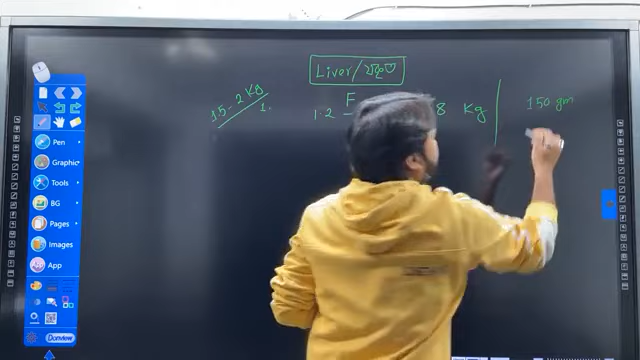 Liver/
F
1.2
8 Kg
150 gm
1.5 - 2 KG
1.
Pen
Graphic
Tools
BG
Pages
Images
App
Donview